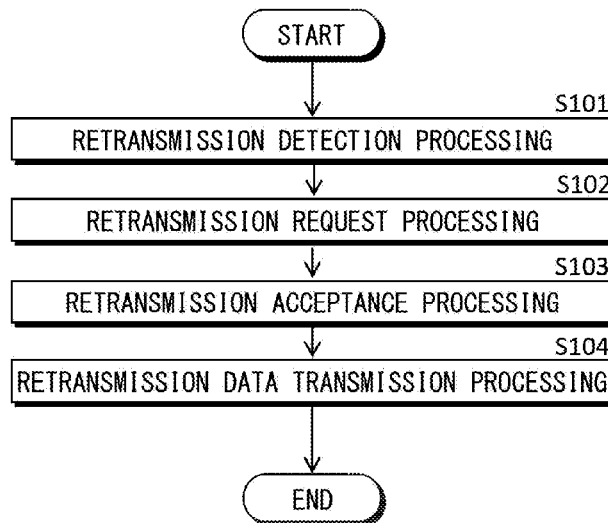 START
S101
RETRANSMISSION DETECTION PROCESSING
S102
RETRANSMISSION REQUEST PROCESSING
S103
RETRANSMISSION ACCEPTANCE PROCESSING
S104
RETRANSMISSION DATA TRANSMISSION PROCESSING
END